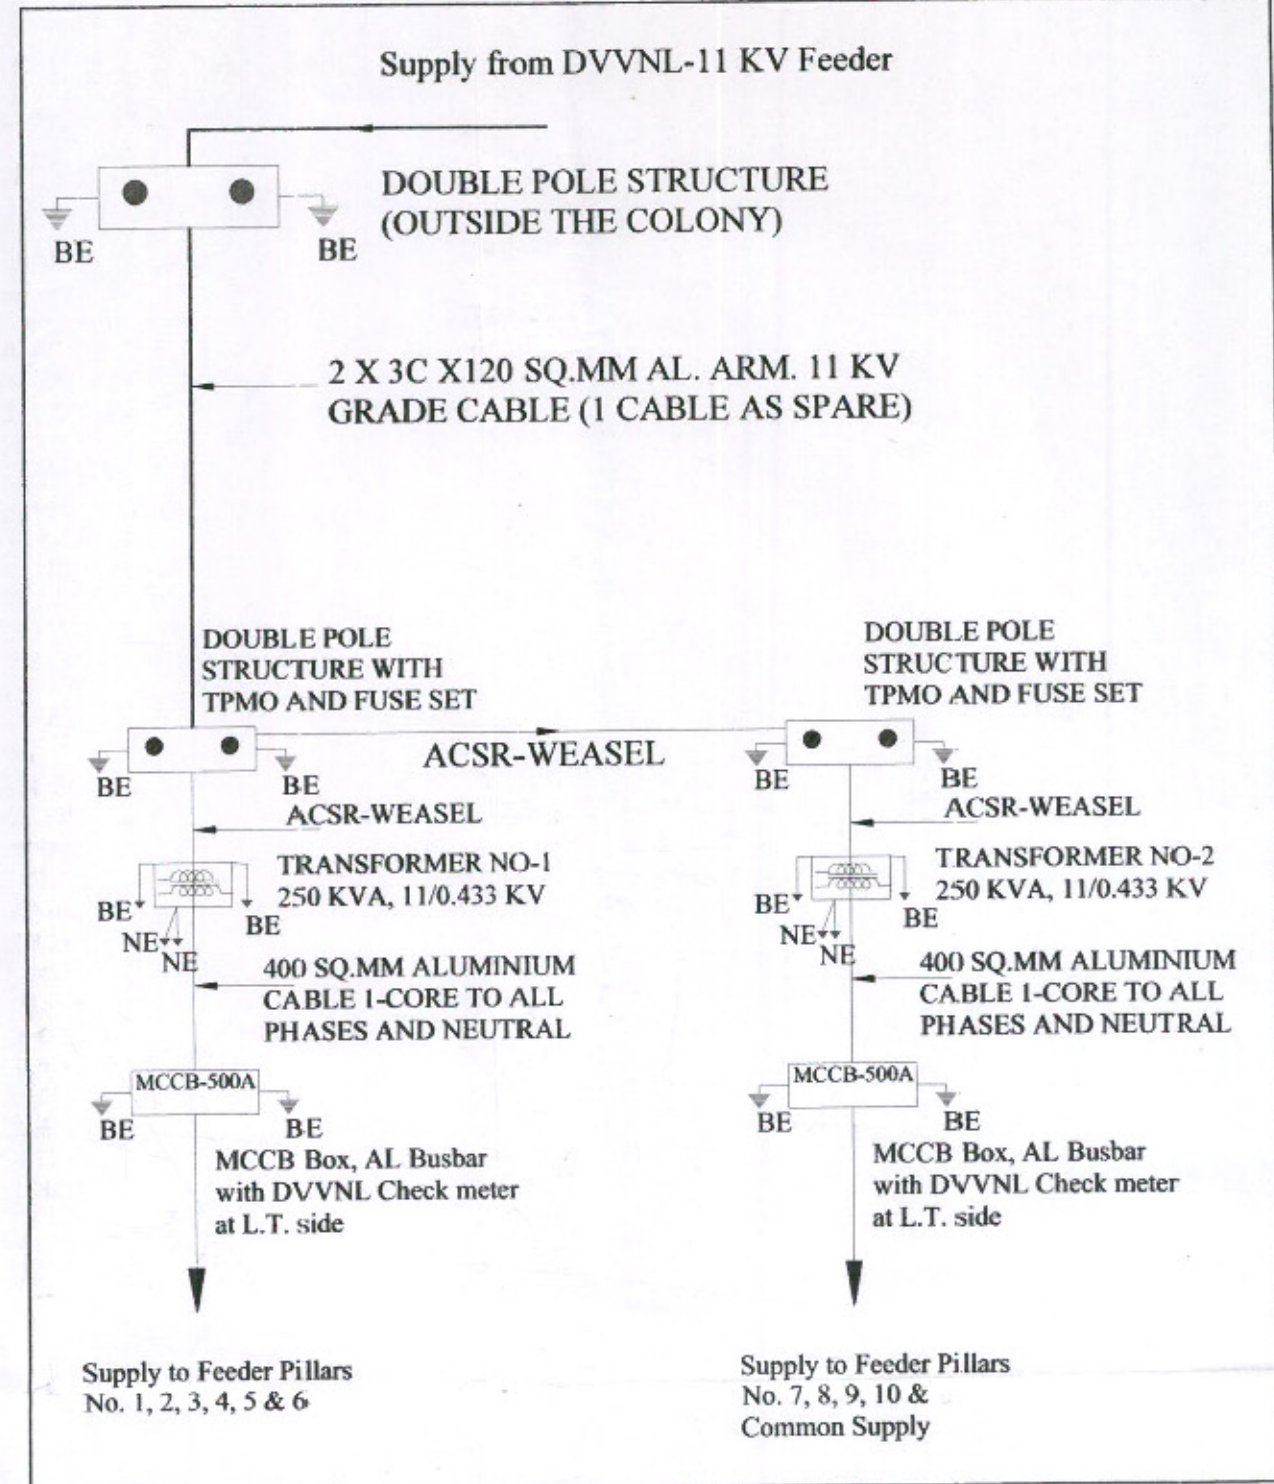 Supply from DVVNL-11 KV Feeder
DOUBLE POLE STRUCTURE
(OUTSIDE THE COLONY)
BE
BE
2 X 3C X120 SQ.MM AL. ARM. 11 KV
GRADE CABLE (1 CABLE AS SPARE)
DOUBLE POLE
STRUCTURE WITH
TPMO AND FUSE SET
DOUBLE POLE
STRUCTURE WITH
TPMO AND FUSE SET
ACSR-WEASEL
BE
BE
ACSR-WEASEL
TRANSFORMER NO-1
250 KVA, 11/0.433 KV
BE
BE
NE
NE
400 SQ.MM ALUMINIUM
CABLE 1-CORE TO ALL
PHASES AND NEUTRAL
MCCB-500A
BE
BE
MCCB Box, AL Busbar
with DVVNL Check meter
at L.T. side
Supply to Feeder Pillars
No. 1, 2, 3, 4, 5 & 6
BE
BE
ACSR-WEASEL
TRANSFORMER NO-2
250 KVA, 11/0.433 KV
BE
BE
NE
NE
400 SQ.MM ALUMINIUM
CABLE 1-CORE TO ALL
PHASES AND NEUTRAL
MCCB-500A
BE
BE
MCCB Box, AL Busbar
with DVVNL Check meter
at L.T. side
Supply to Feeder Pillars
No. 7, 8, 9, 10 &
Common Supply